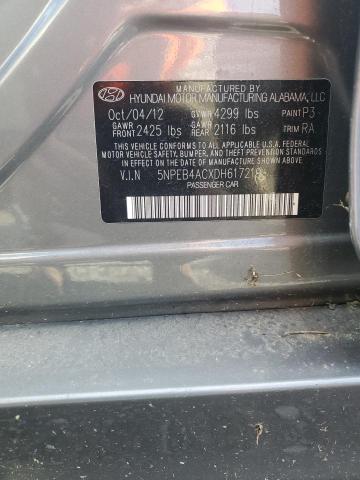 MANUFACTURED BY
HYUNDAI MOTOR MANUFACTURING ALABAMA, LLC
Oct/04/12 GVWR 4299 lbs PAINT P3
GAWR FRONT 2425 lbs GAWR REAR 2116 lbs TRIM RA
THIS VEHICLE CONFORMS TO ALL APPLICABLE U.S. FEDERAL
MOTOR VEHICLE SAFETY, BUMPER, AND THEFT PREVENTION STANDARDS
IN EFFECT ON THE DATE OF MANUFACTURE SHOWN ABOVE.
V.I.N 5NPEB4ACXDH617218
PASSENGER CAR